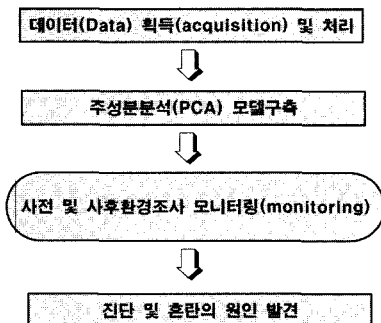 데이터(Data) 획득(acquisition) 및 처리
주성분분석(PCA) 모델구축
사전 및 사후환경조사 모니터링(monitoring)
진단 및 혼란의 원인 발견